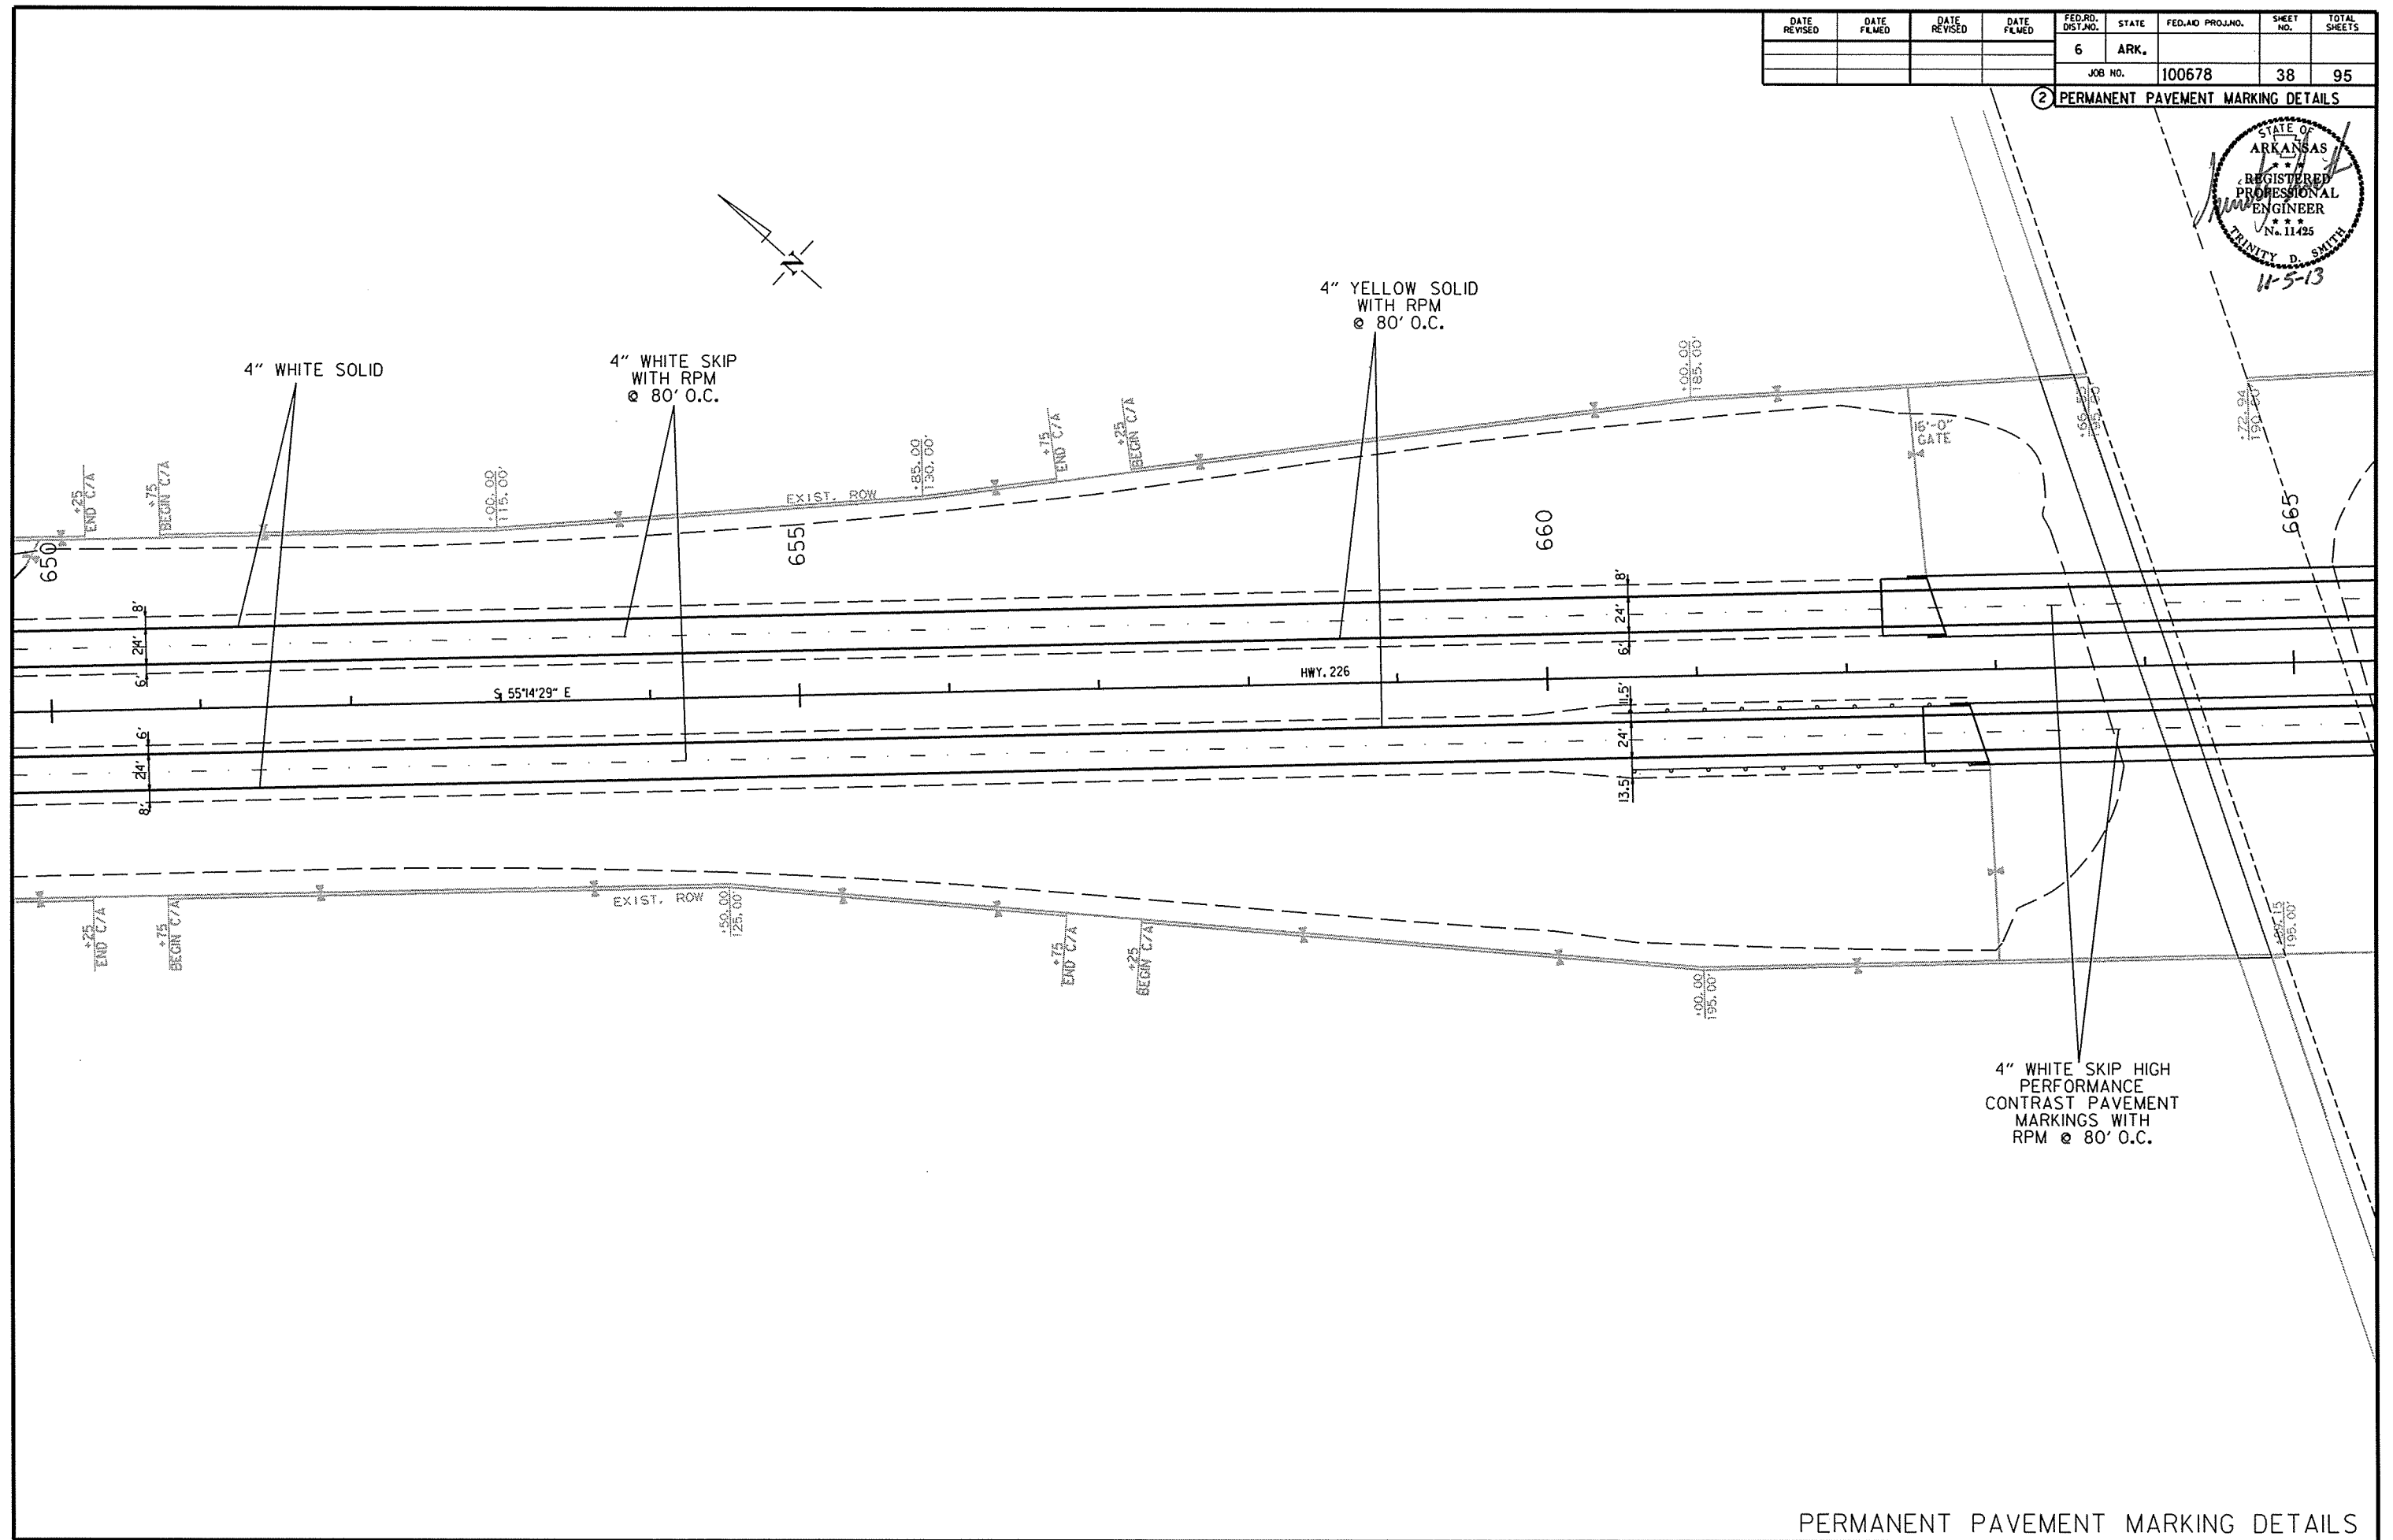 DATE REVISED
DATE FILMED
DATE REVISED
DATE FILMED
FED.RD. DIST.NO.
STATE
FED.AID PROJ.NO.
SHEET NO.
TOTAL SHEETS
6
ARK.
JOB NO.
100678
38
95
2
PERMANENT PAVEMENT MARKING DETAILS
STATE OF
ARKANSAS
★ ★ ★
REGISTERED
PROFESSIONAL
ENGINEER
★ ★ ★
No. 11425
TRINITY D. SMITH
11-5-13
N
4" WHITE SOLID
4" WHITE SKIP
WITH RPM
@ 80' O.C.
4" YELLOW SOLID
WITH RPM
@ 80' O.C.
+25
END C/A
+75
BEGIN C/A
+00.00
115.00'
EXIST. ROW
+85.00
130.00'
+75
END C/A
+25
BEGIN C/A
+00.00
185.00'
16'-0"
GATE
195.00'
+72.94
190.00'
650
655
660
665
8'
24'
6'
8'
24'
6'
S 55°14'29" E
HWY. 226
6'
24'
8'
11.5'
24'
13.5'
+25
END C/A
+75
BEGIN C/A
EXIST. ROW
+50.00
125.00'
+75
END C/A
+25
BEGIN C/A
+00.00
195.00'
195.00'
4" WHITE SKIP HIGH
PERFORMANCE
CONTRAST PAVEMENT
MARKINGS WITH
RPM @ 80' O.C.
PERMANENT PAVEMENT MARKING DETAILS